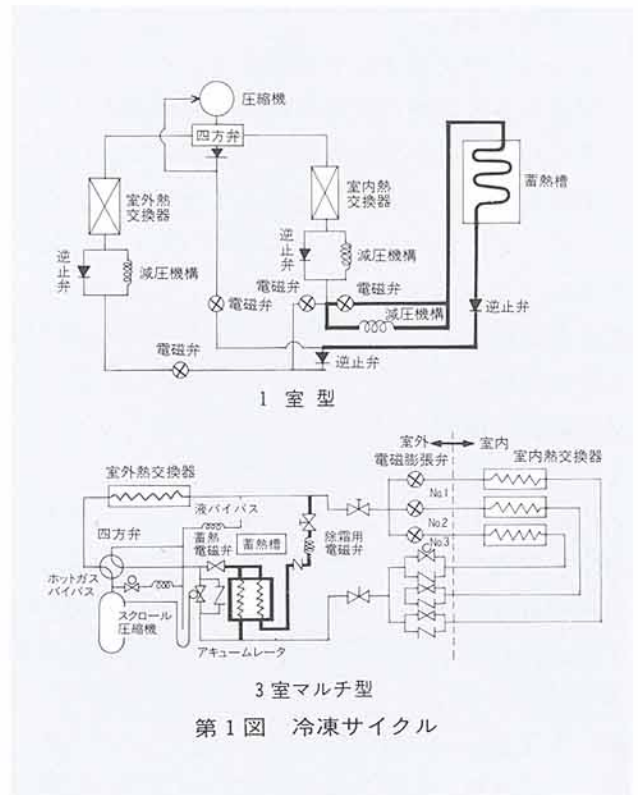 圧縮機
四方弁
蓄熱槽
室外熱
交換器
室内熱
交換器
逆止弁
減圧機構
逆止弁
減圧機構
電磁弁
電磁弁
電磁弁
減圧機構
逆止弁
電磁弁
逆止弁
1 室 型
室外
室内
室外熱交換器
電磁膨張弁
室内熱交換器
液バイパス
No.1
四方弁
蓄熱
電磁弁
蓄熱槽
除霜用
電磁弁
No.2
No.3
ホットガス
バイパス
スクロール
圧縮機
アキュームレータ
3室マルチ型
第1図 冷凍サイクル